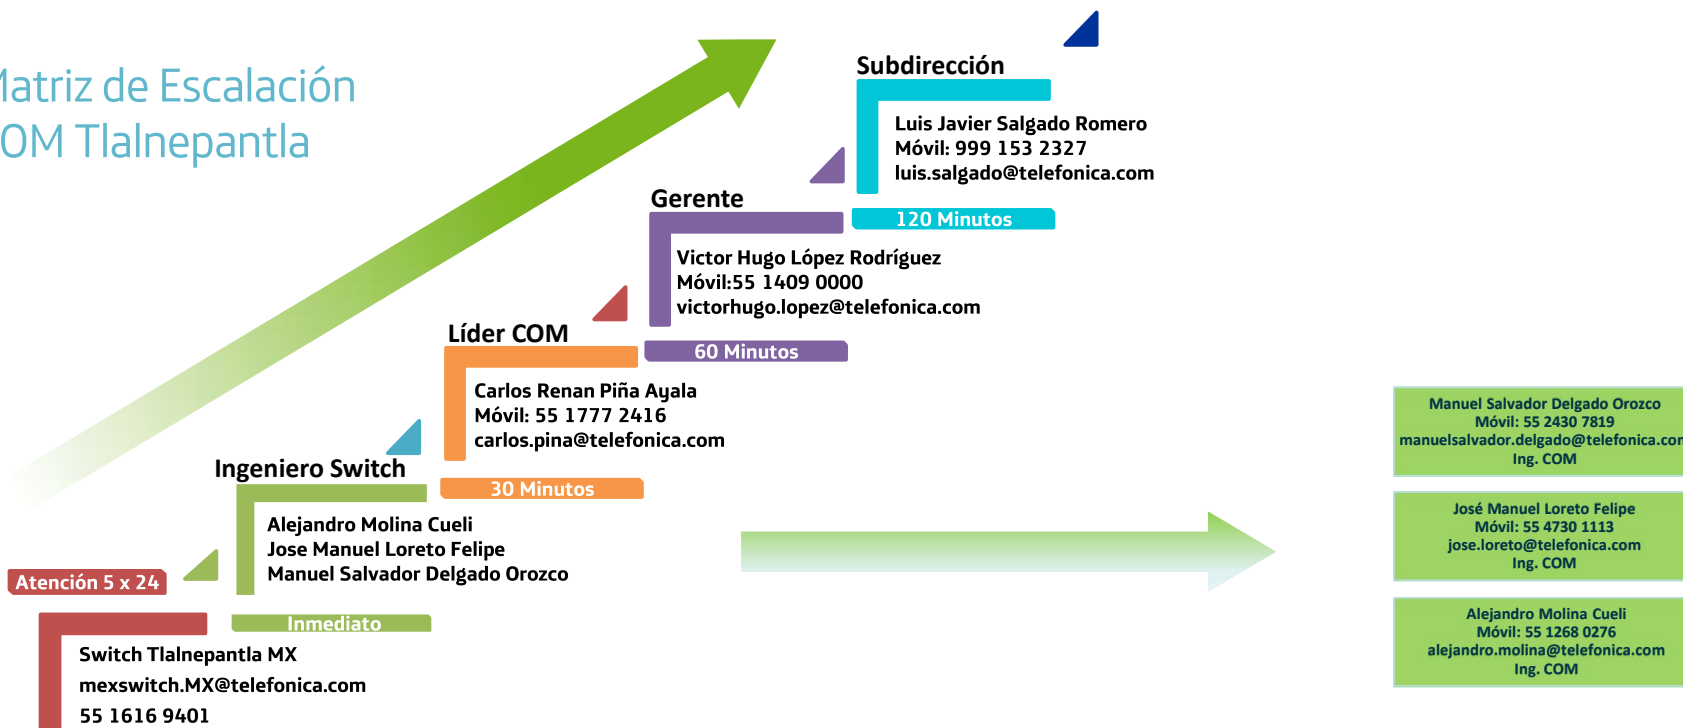 Matriz de Escalación
OM Tlalnepantla
Subdirección
Luis Javier Salgado Romero
Móvil: 999 153 2327
luis.salgado@telefonica.com
120 Minutos
Gerente
Victor Hugo López Rodríguez
Móvil:55 1409 0000
victorhugo.lopez@telefonica.com
60 Minutos
Líder COM
Carlos Renan Piña Ayala
Móvil: 55 1777 2416
carlos.pina@telefonica.com
30 Minutos
Ingeniero Switch
Alejandro Molina Cueli
Jose Manuel Loreto Felipe
Manuel Salvador Delgado Orozco
Inmediato
Atención 5 x 24
Switch Tlalnepantla MX
mexswitch.MX@telefonica.com
55 1616 9401
Manuel Salvador Delgado Orozco
Móvil: 55 2430 7819
manuelsalvador.delgado@telefonica.com
Ing. COM
José Manuel Loreto Felipe
Móvil: 55 4730 1113
jose.loreto@telefonica.com
Ing. COM
Alejandro Molina Cueli
Móvil: 55 1268 0276
alejandro.molina@telefonica.com
Ing. COM